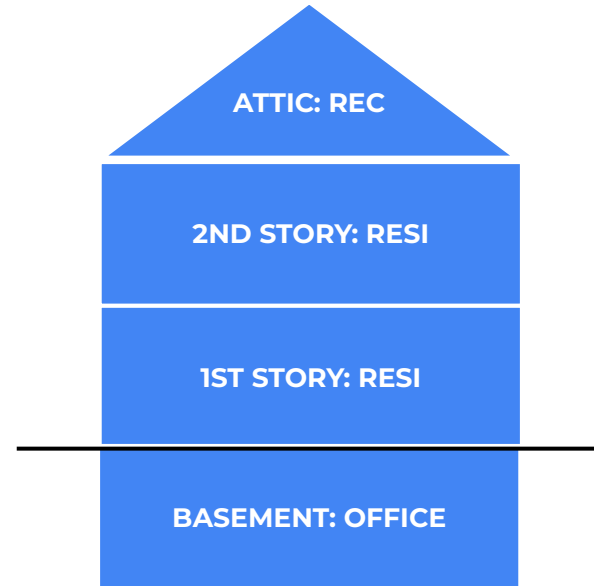 ATTIC: REC
2ND STORY: RESI
1ST STORY: RESI
BASEMENT: OFFICE